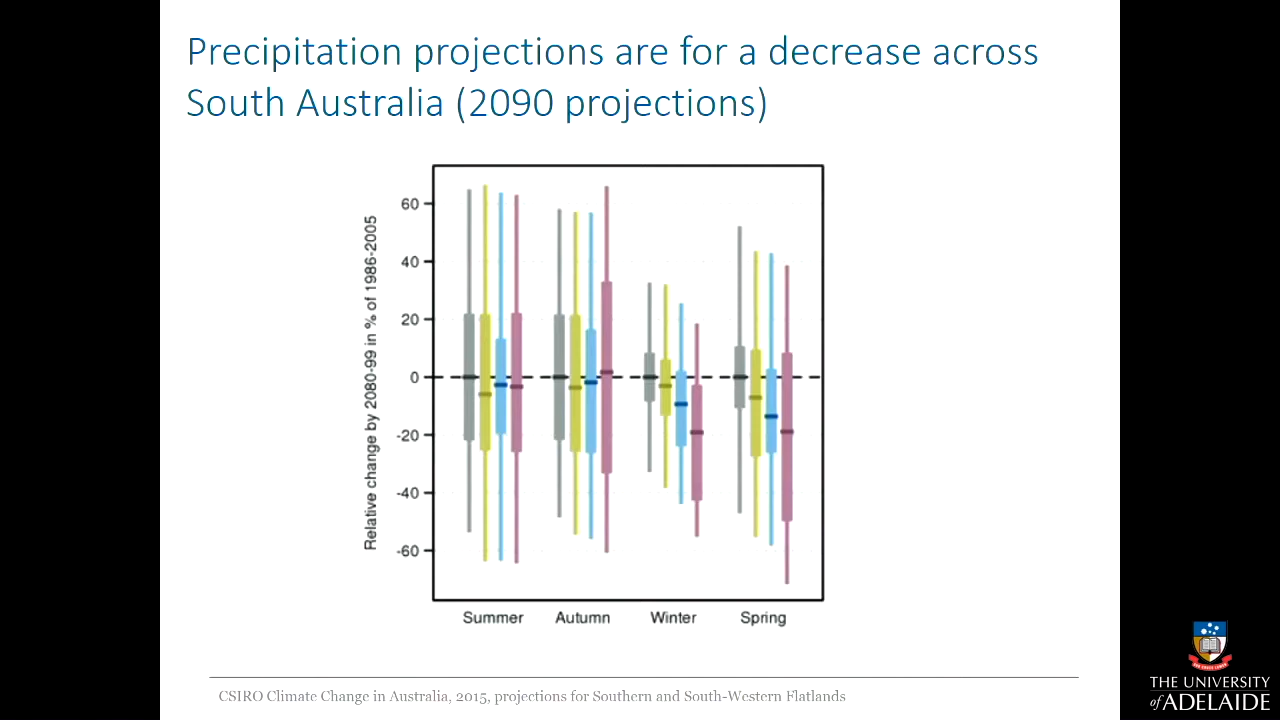 Precipitation projections are for a decrease across
South Australia (2090 projections)
Relative change by 2080-99 in % of 1986-2005
60
40
20
0
-20
-40
-60
Summer
Autumn
Winter
Spring
CSIRO Climate Change in Australia, 2015, projections for Southern and South-Western Flatlands
THE UNIVERSITY
of ADELAIDE